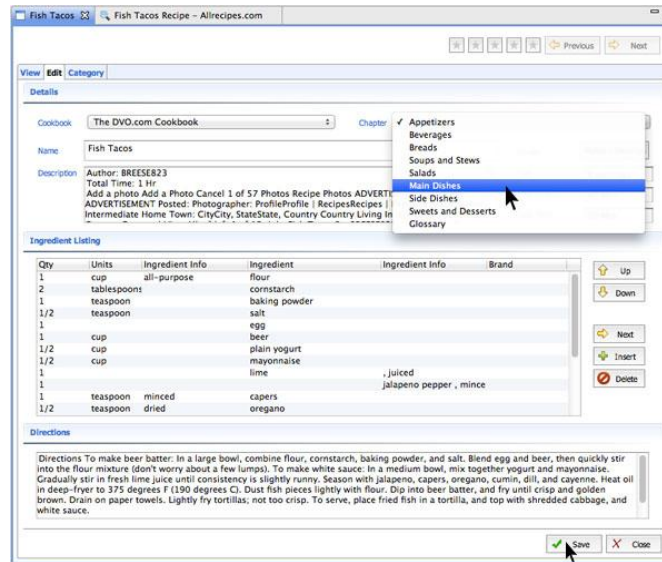 Fish Tacos
Fish Tacos Recipe - Allrecipes.com
Previous
Next
View Edit Category
Details
Cookbook The DVO.com Cookbook Chapter ✓ Appetizers
Beverages
Breads
Soups and Stews
Salads
Main Dishes
Side Dishes
Sweets and Desserts
Glossary
Name Fish Tacos
Description Author: BREESE823
Total Time: 1 Hr
Add a photo Add a Photo Cancel 1 of 57 Photos Recipe Photos ADVERTI
ADVERTISEMENT Posted: Photographer: ProfileProfile | RecipesRecipes |
Intermediate Home Town: CityCity, StateState, Country Country Living In
Ingredient Listing
Qty Units Ingredient Info Ingredient Ingredient Info Brand
1 cup all-purpose flour
2 tablespoons cornstarch
1 teaspoon baking powder
1/2 teaspoon salt
1 egg
1 cup beer
1/2 cup plain yogurt
1/2 cup mayonnaise
1 lime , juiced
1 jalapeno pepper , mince
1 teaspoon minced capers
1/2 teaspoon dried oregano
Up
Down
Next
Insert
Delete
Directions
Directions To make beer batter: In a large bowl, combine flour, cornstarch, baking powder, and salt. Blend egg and beer, then quickly stir
into the flour mixture (don't worry about a few lumps). To make white sauce: In a medium bowl, mix together yogurt and mayonnaise.
Gradually stir in fresh lime juice until consistency is slightly runny. Season with jalapeno, capers, oregano, cumin, dill, and cayenne. Heat oil
in deep-fryer to 375 degrees F (190 degrees C). Dust fish pieces lightly with flour. Dip into beer batter, and fry until crisp and golden
brown. Drain on paper towels. Lightly fry tortillas; not too crisp. To serve, place fried fish in a tortilla, and top with shredded cabbage, and
white sauce.
Save
Close